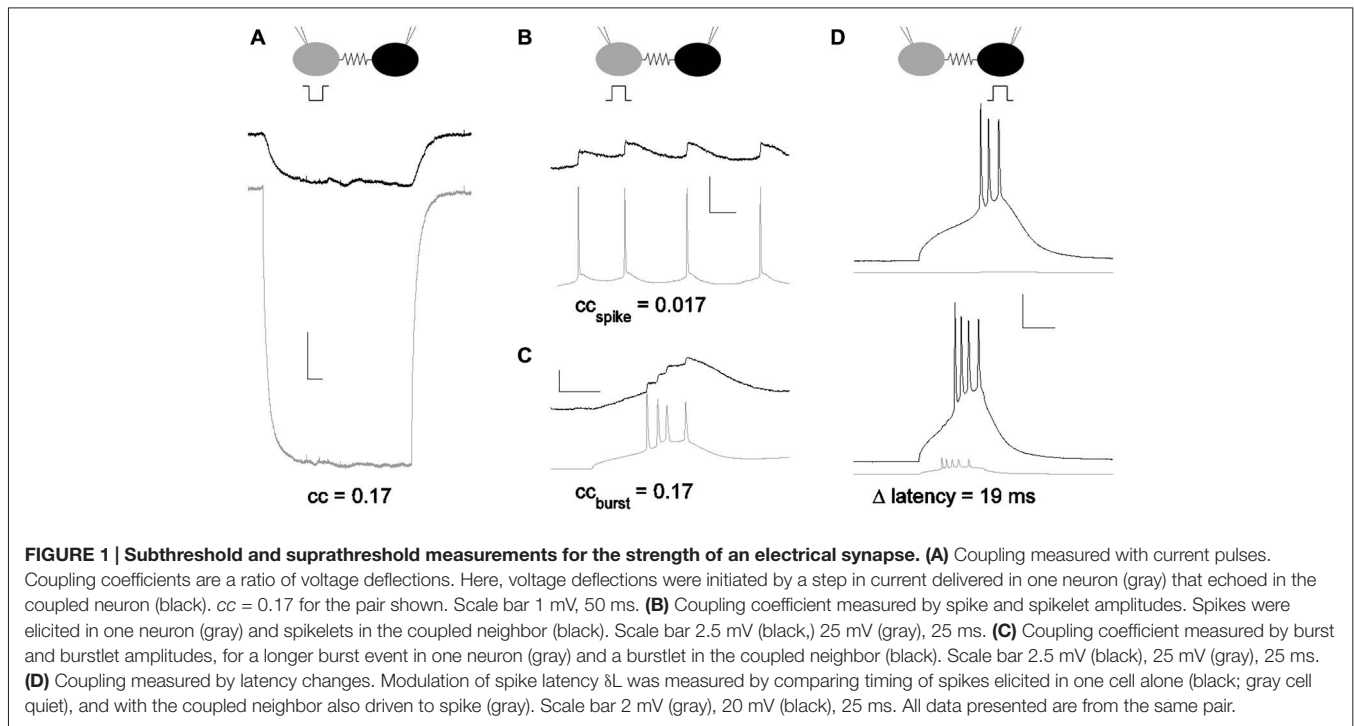 A
B
D
cc = 0.17
cc_spike = 0.017
C
cc_burst = 0.17
Δ latency = 19 ms
FIGURE 1 | Subthreshold and suprathreshold measurements for the strength of an electrical synapse. (A) Coupling measured with current pulses.
Coupling coefficients are a ratio of voltage deflections. Here, voltage deflections were initiated by a step in current delivered in one neuron (gray) that echoed in the
coupled neuron (black). cc = 0.17 for the pair shown. Scale bar 1 mV, 50 ms. (B) Coupling coefficient measured by spike and spikelet amplitudes. Spikes were
elicited in one neuron (gray) and spikelets in the coupled neighbor (black). Scale bar 2.5 mV (black,) 25 mV (gray), 25 ms. (C) Coupling coefficient measured by burst
and burstlet amplitudes, for a longer burst event in one neuron (gray) and a burstlet in the coupled neighbor (black). Scale bar 2.5 mV (black), 25 mV (gray), 25 ms.
(D) Coupling measured by latency changes. Modulation of spike latency δL was measured by comparing timing of spikes elicited in one cell alone (black; gray cell
quiet), and with the coupled neighbor also driven to spike (gray). Scale bar 2 mV (gray), 20 mV (black), 25 ms. All data presented are from the same pair.